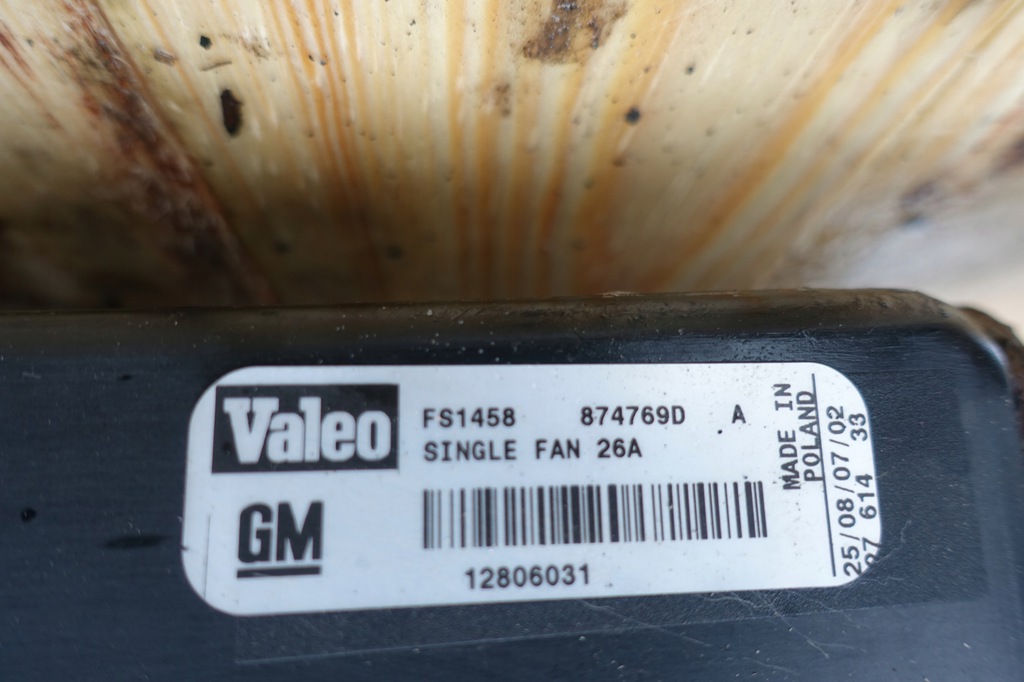 Valeo
FS1458 874769D A
SINGLE FAN 26A
GM
12806031
MADE IN
POLAND
25/08/07/02
614 33